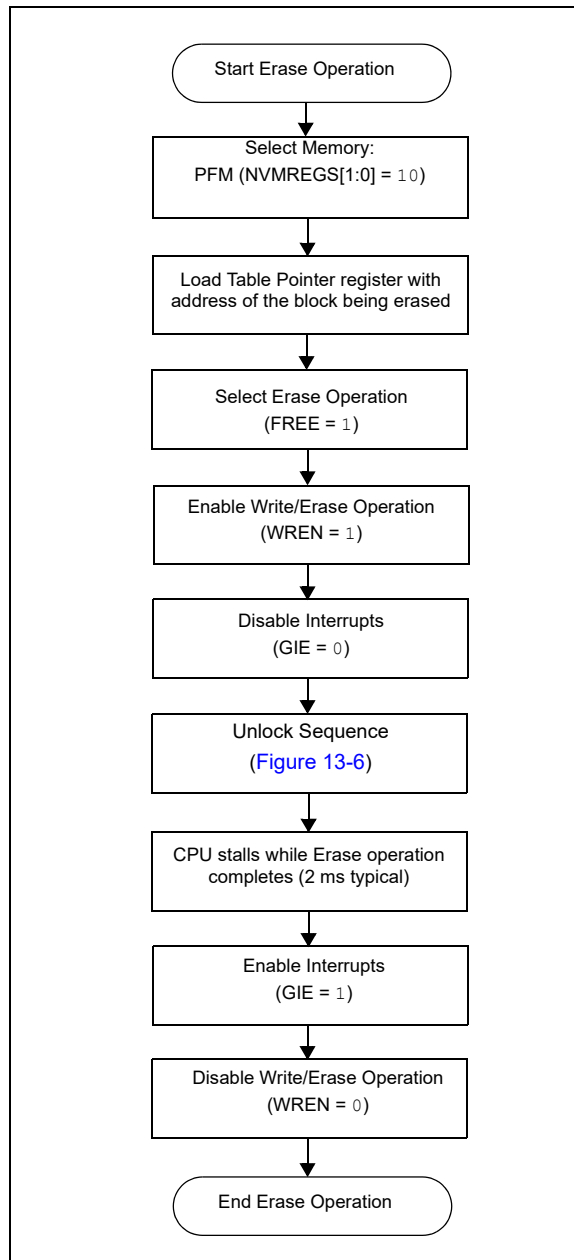 Start Erase Operation
Select Memory:
PFM (NVMREGS[1:0] = 10)
Load Table Pointer register with
address of the block being erased
Select Erase Operation
(FREE = 1)
Enable Write/Erase Operation
(WREN = 1)
Disable Interrupts
(GIE = 0)
Unlock Sequence
(Figure 13-6)
CPU stalls while Erase operation
completes (2 ms typical)
Enable Interrupts
(GIE = 1)
Disable Write/Erase Operation
(WREN = 0)
End Erase Operation